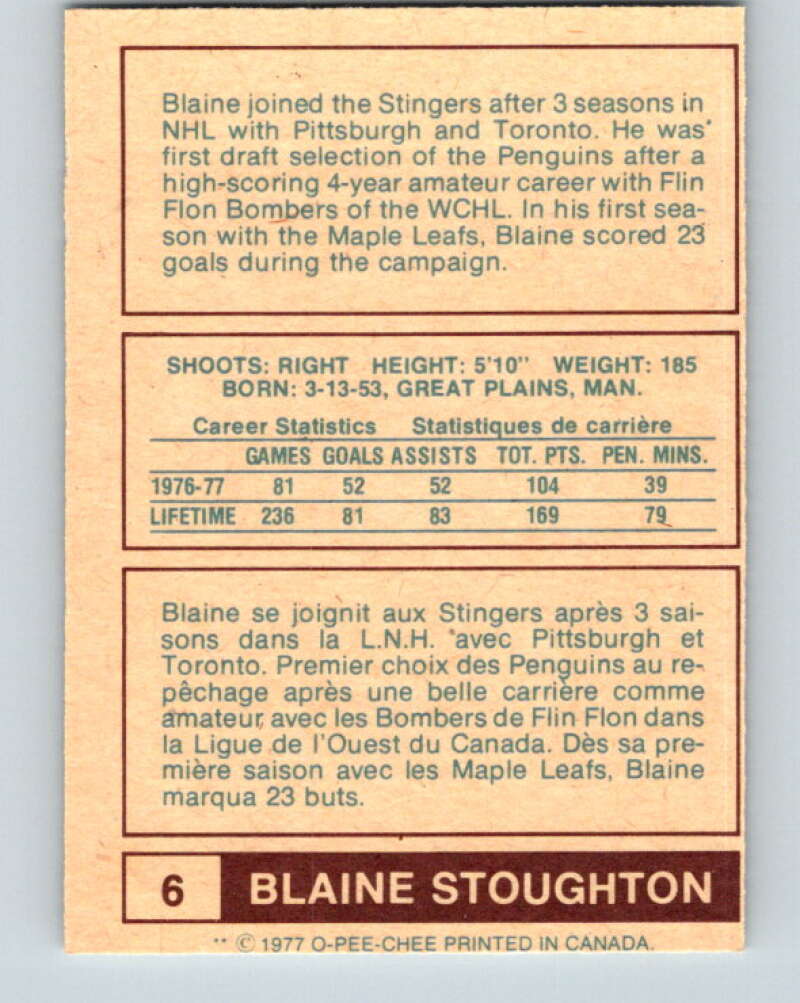 Blaine joined the Stingers after 3 seasons in
NHL with Pittsburgh and Toronto. He was
first draft selection of the Penguins after a
high-scoring 4-year amateur career with Flin
Flon Bombers of the WCHL. In his first sea-
son with the Maple Leafs, Blaine scored 23
goals during the campaign.
SHOOTS: RIGHT HEIGHT: 5'10" WEIGHT: 185
BORN: 3-13-53, GREAT PLAINS, MAN.
Career Statistics Statistiques de carrière
GAMES GOALS ASSISTS TOT. PTS. PEN. MINS.
1976-77 81 52 52 104 39
LIFETIME 236 81 83 169 79
Blaine se joignit aux Stingers après 3 sai-
sons dans la L.N.H. avec Pittsburgh et
Toronto. Premier choix des Penguins au re-
pêchage après une belle carrière comme
amateur avec les Bombers de Flin Flon dans
la Ligue de l'Ouest du Canada. Dès sa pre-
mière saison avec les Maple Leafs, Blaine
marqua 23 buts.
6 BLAINE STOUGHTON
** © 1977 O-PEE-CHEE PRINTED IN CANADA.